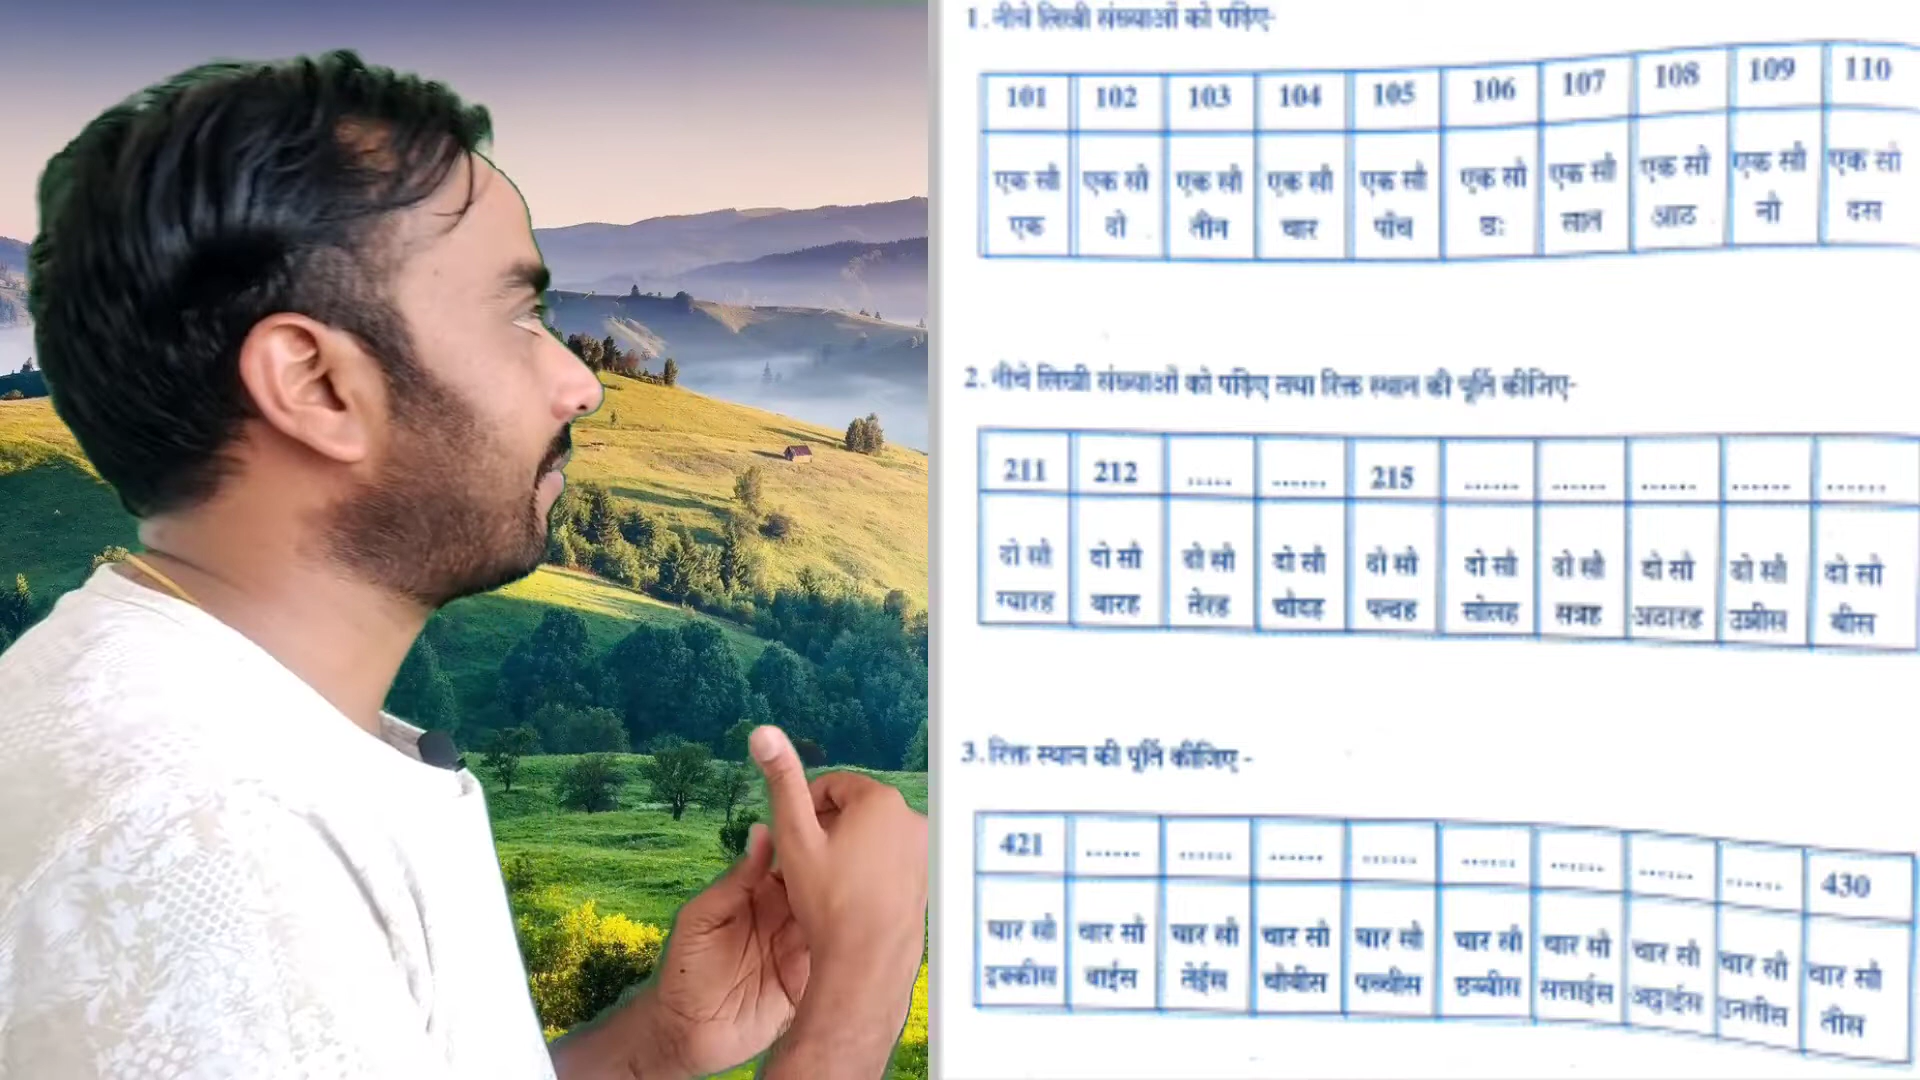 1. नीचे लिखी संख्याओं को पढ़िए-
101 102 103 104 105 106 107 108 109 110
एक सौ एक सौ एक सौ एक सौ एक सौ एक सौ एक सौ एक सौ एक सौ एक सौ
एक दो तीन चार पाँच छः सात आठ नौ दस
2. नीचे लिखी संख्याओं को पढ़िए तथा रिक्त स्थान की पूर्ति कीजिए-
211 212 ..... ...... 215 ...... ...... ...... ...... ......
दो सौ दो सौ दो सौ दो सौ दो सौ दो सौ दो सौ दो सौ दो सौ दो सौ
ग्यारह बारह तेरह चौदह पन्द्रह सोलह सत्रह अठारह उन्नीस बीस
3. रिक्त स्थान की पूर्ति कीजिए -
421 ...... ...... ...... ...... ...... ...... ...... ...... 430
चार सौ चार सौ चार सौ चार सौ चार सौ चार सौ चार सौ चार सौ चार सौ चार सौ
इक्कीस बाईस तेईस चौबीस पच्चीस छब्बीस सत्ताईस अट्ठाईस उनतीस तीस